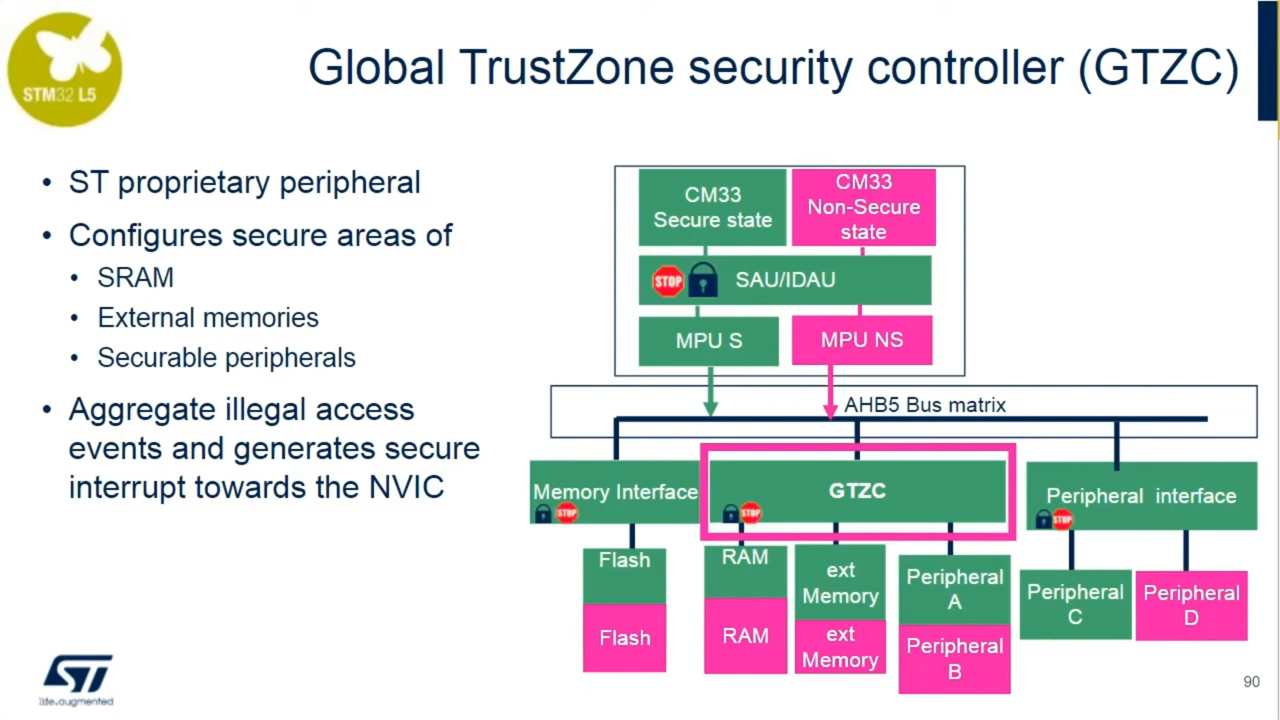 STM32 L5
Global TrustZone security controller (GTZC)
• ST proprietary peripheral
• Configures secure areas of
• SRAM
• External memories
• Securable peripherals
• Aggregate illegal access
events and generates secure
interrupt towards the NVIC
CM33
Secure state
CM33
Non-Secure
state
STOP
SAU/IDAU
MPU S
MPU NS
AHB5 Bus matrix
Memory Interface
STOP
GTZC
STOP
Peripheral interface
STOP
Flash
Flash
RAM
RAM
ext
Memory
ext
Memory
Peripheral
A
Peripheral
B
Peripheral
C
Peripheral
D
ST
life.augmented
90